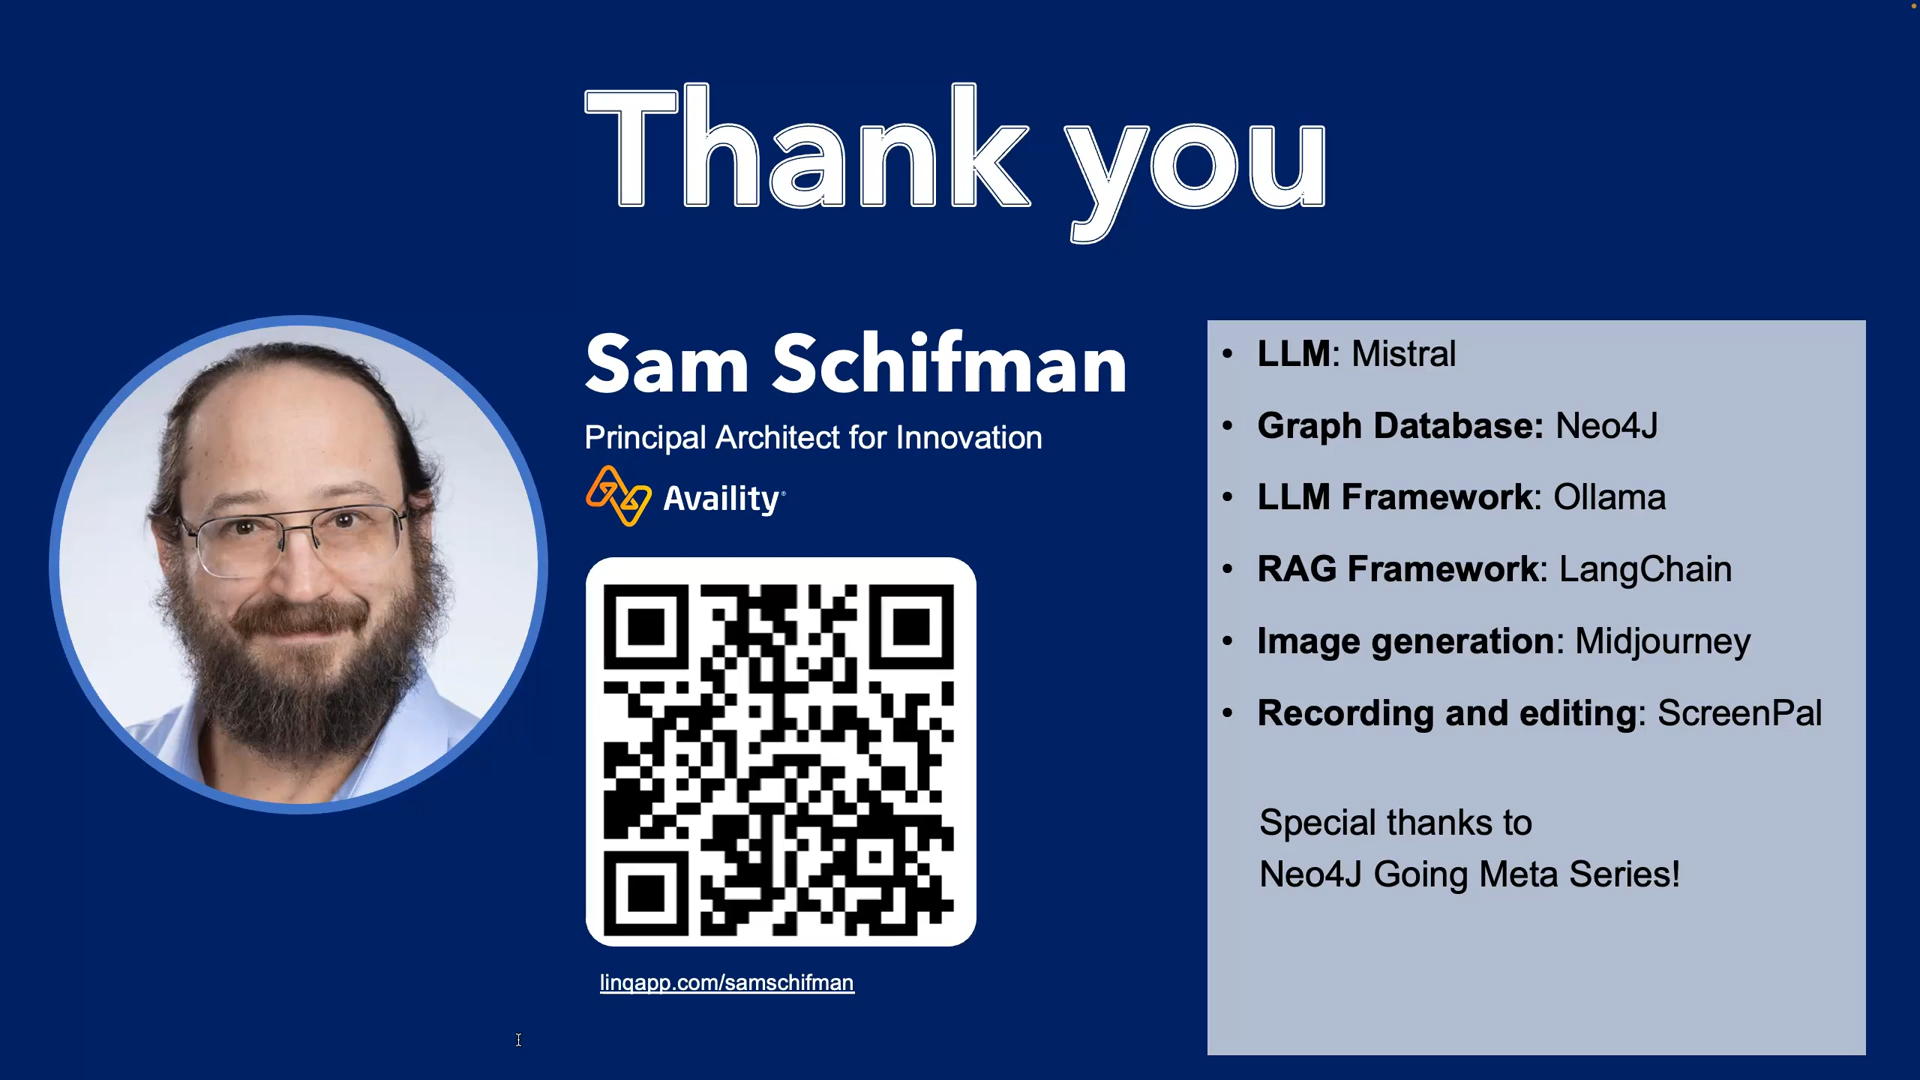 Thank you
Sam Schifman
Principal Architect for Innovation
Availity
linqapp.com/samschifman
• LLM: Mistral
• Graph Database: Neo4J
• LLM Framework: Ollama
• RAG Framework: LangChain
• Image generation: Midjourney
• Recording and editing: ScreenPal
Special thanks to
Neo4J Going Meta Series!